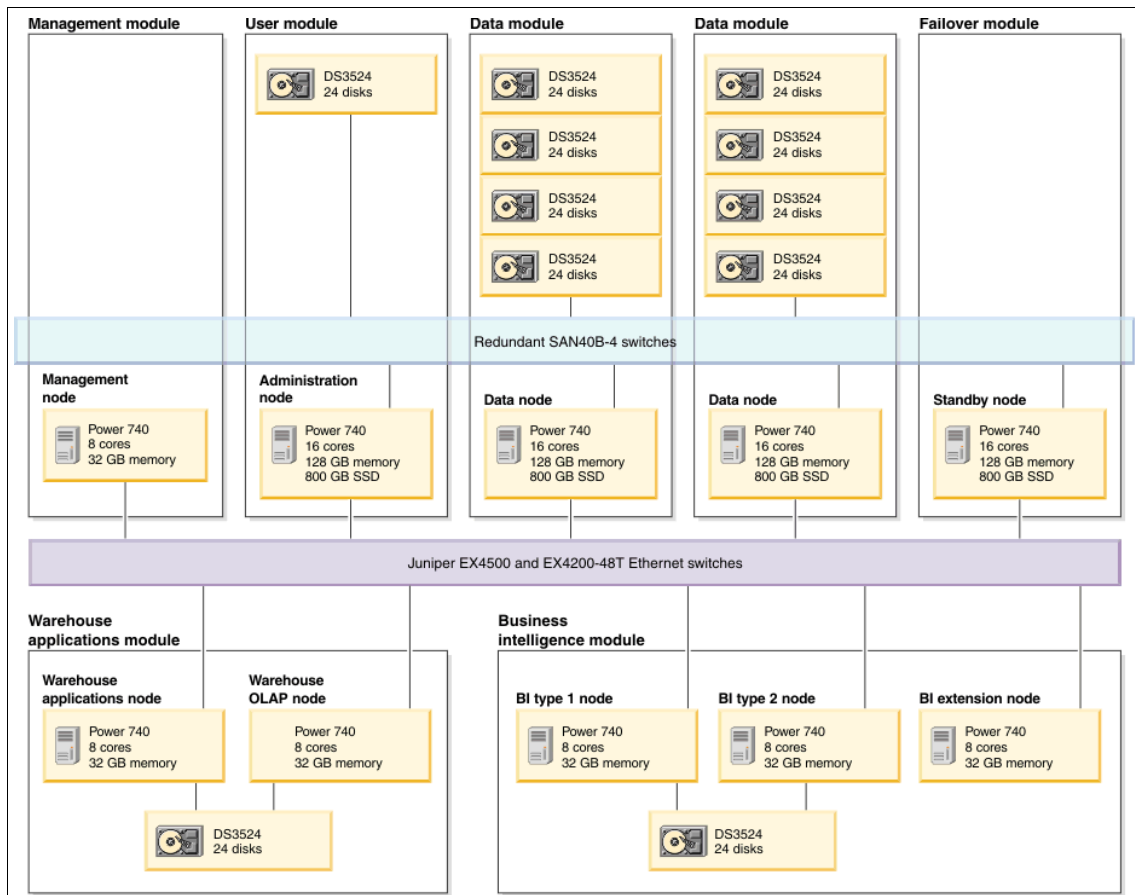 Management module
User module
Data module
Data module
Failover module
DS3524
24 disks
DS3524
24 disks
DS3524
24 disks
DS3524
24 disks
DS3524
24 disks
DS3524
24 disks
DS3524
24 disks
DS3524
24 disks
DS3524
24 disks
Redundant SAN40B-4 switches
Management
node
Power 740
8 cores
32 GB memory
Administration
node
Power 740
16 cores
128 GB memory
800 GB SSD
Data node
Power 740
16 cores
128 GB memory
800 GB SSD
Data node
Power 740
16 cores
128 GB memory
800 GB SSD
Standby node
Power 740
16 cores
128 GB memory
800 GB SSD
Juniper EX4500 and EX4200-48T Ethernet switches
Warehouse
applications module
Warehouse
applications node
Power 740
8 cores
32 GB memory
Warehouse
OLAP node
Power 740
8 cores
32 GB memory
DS3524
24 disks
Business
intelligence module
BI type 1 node
Power 740
8 cores
32 GB memory
BI type 2 node
Power 740
8 cores
32 GB memory
BI extension node
Power 740
8 cores
32 GB memory
DS3524
24 disks